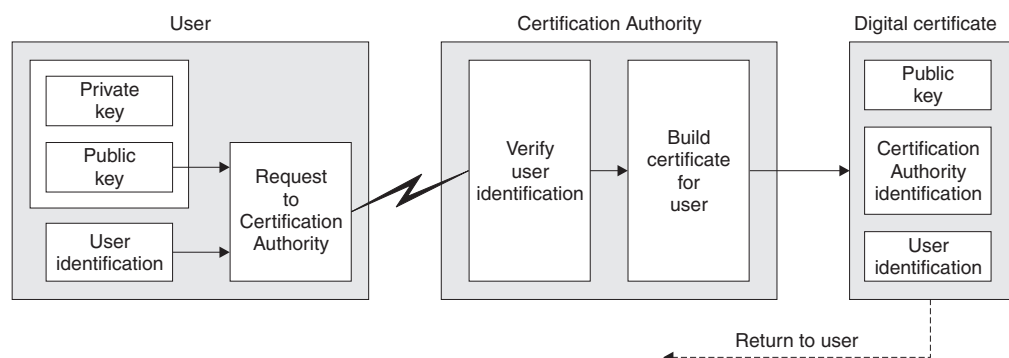 User
Certification Authority
Digital certificate
Private
key
Public
key
User
identification
Request
to
Certification
Authority
Verify
user
identification
Build
certificate
for
user
Public
key
Certification
Authority
identification
User
identification
Return to user